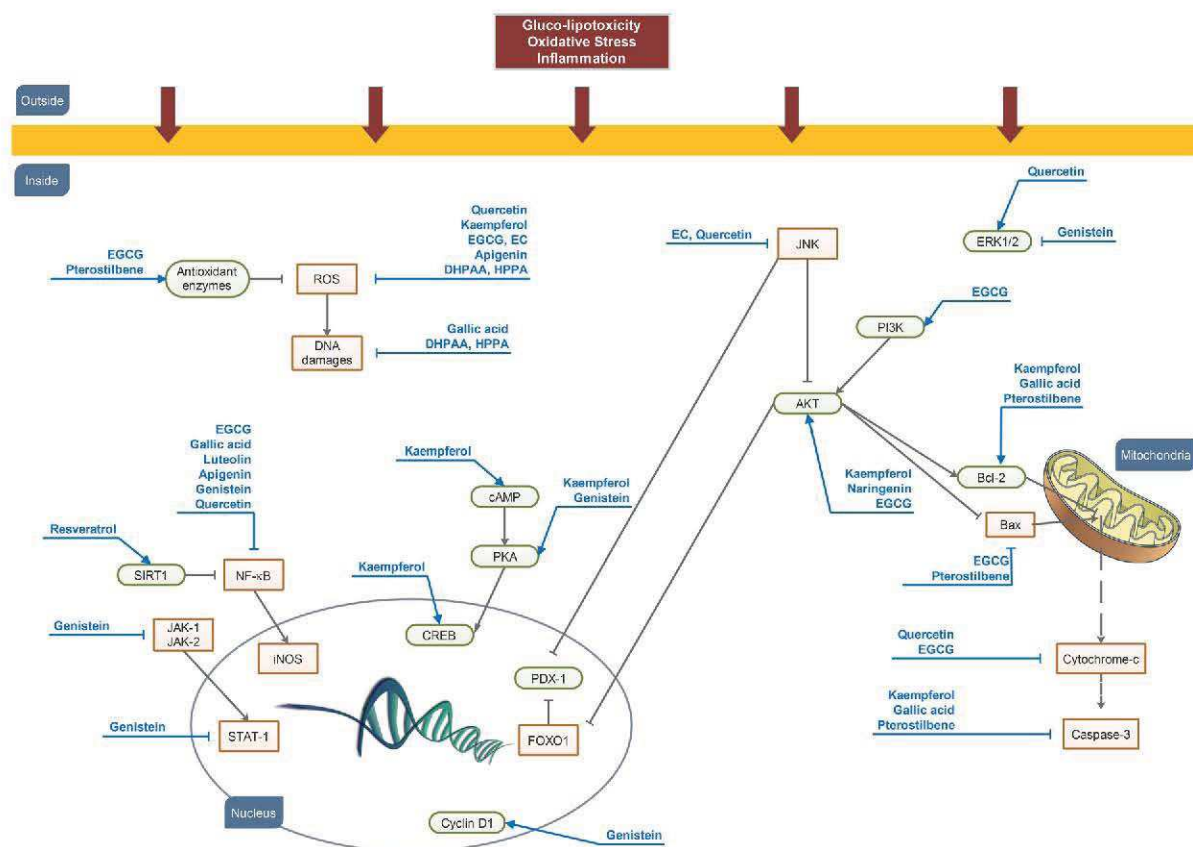 Gluco-lipotoxicity
Oxidative Stress
Inflammation
Outside
Inside
Quercetin
ERK1/2
Genistein
Quercetin
Kaempferol
EGCG, EC
Apigenin
DHPAA, HPPA
EGCG
Pterostilbene
Antioxidant
enzymes
ROS
EC, Quercetin
JNK
DNA
damages
Gallic acid
DHPAA, HPPA
EGCG
PI3K
AKT
Kaempferol
Gallic acid
Pterostilbene
Mitochondria
EGCG
Gallic acid
Luteolin
Apigenin
Genistein
Quercetin
Kaempferol
cAMP
Kaempferol
Genistein
PKA
Kaempferol
Naringenin
EGCG
Bcl-2
Bax
EGCG
Pterostilbene
Resveratrol
SIRT1
NF-κB
Kaempferol
CREB
Genistein
JAK-1
JAK-2
iNOS
PDX-1
Quercetin
EGCG
Cytochrome-c
Genistein
STAT-1
FOXO1
Kaempferol
Gallic acid
Pterostilbene
Caspase-3
Nucleus
Cyclin D1
Genistein